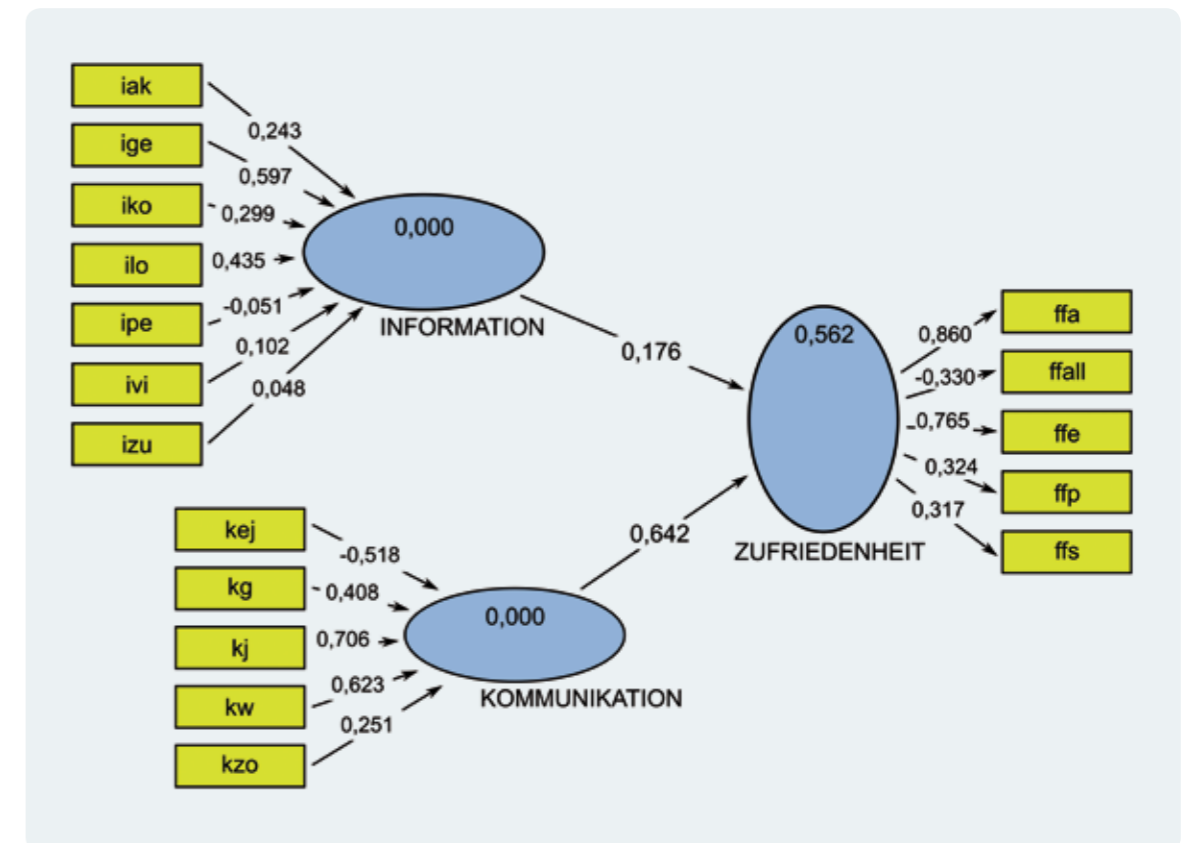 iak
0,243
ige
0,597
iko
0,299
ilo
0,435
ipe
-0,051
ivi
0,102
izu
0,048
0,000
INFORMATION
0,176
kej
-0,518
kg
0,408
kj
0,706
kw
0,623
kzo
0,251
0,000
KOMMUNIKATION
0,642
0,562
ZUFRIEDENHEIT
0,860
ffa
-0,330
ffall
0,765
ffe
0,324
ffp
0,317
ffs